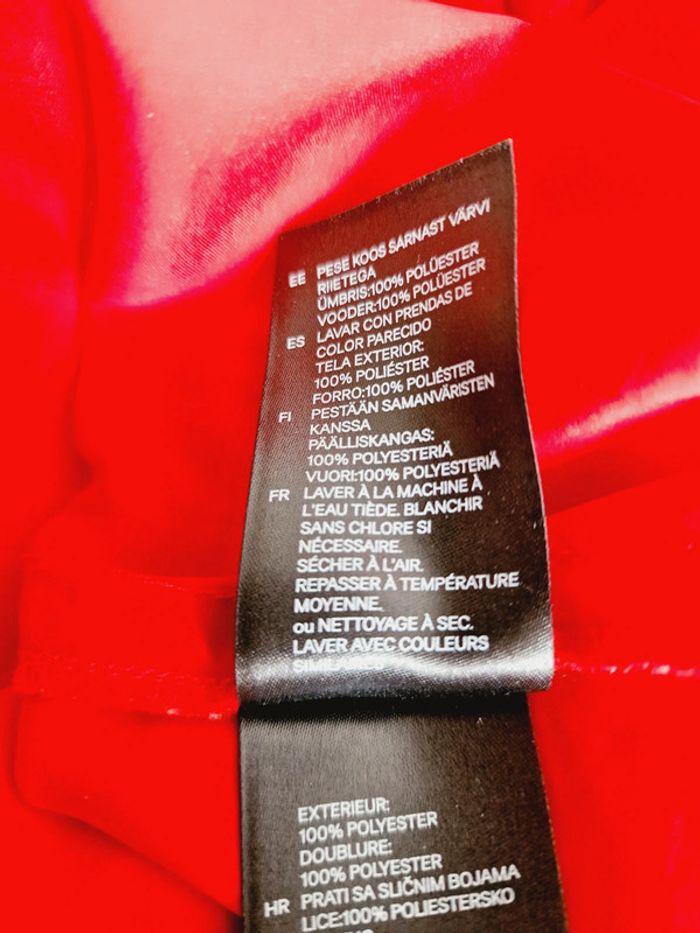 EE PESE KOOS SARNAST VÄRVI
RIIETEGA
ÜMBRIS:100% POLÜESTER
VOODER:100% POLÜESTER
ES LAVAR CON PRENDAS DE
COLOR PARECIDO
TELA EXTERIOR:
100% POLIÉSTER
FORRO:100% POLIÉSTER
FI PESTÄÄN SAMANVÄRISTEN
KANSSA
PÄÄLLISKANGAS:
100% POLYESTERIÄ
VUORI:100% POLYESTERIÄ
FR LAVER À LA MACHINE À
L'EAU TIÈDE. BLANCHIR
SANS CHLORE SI
NÉCESSAIRE.
SÉCHER À L'AIR.
REPASSER À TEMPÉRATURE
MOYENNE.
ou NETTOYAGE À SEC.
LAVER AVEC COULEURS
EXTERIEUR:
100% POLYESTER
DOUBLURE:
100% POLYESTER
HR PRATI SA SLIČNIM BOJAMA
LICE:100% POLIESTERSKO